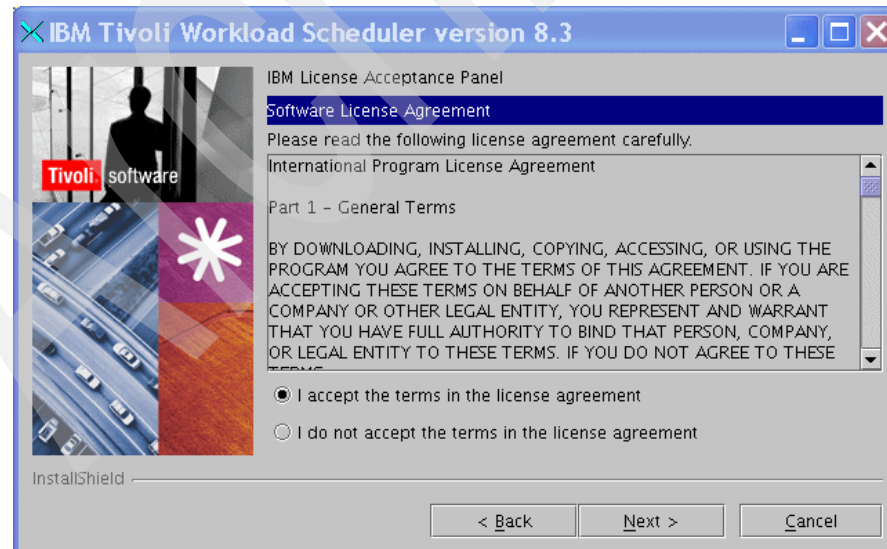 IBM Tivoli Workload Scheduler version 8.3
IBM License Acceptance Panel
Software License Agreement
Please read the following license agreement carefully.
International Program License Agreement
Part 1 – General Terms
BY DOWNLOADING, INSTALLING, COPYING, ACCESSING, OR USING THE
PROGRAM YOU AGREE TO THE TERMS OF THIS AGREEMENT. IF YOU ARE
ACCEPTING THESE TERMS ON BEHALF OF ANOTHER PERSON OR A
COMPANY OR OTHER LEGAL ENTITY, YOU REPRESENT AND WARRANT
THAT YOU HAVE FULL AUTHORITY TO BIND THAT PERSON, COMPANY,
OR LEGAL ENTITY TO THESE TERMS. IF YOU DO NOT AGREE TO THESE
Tivoli. software
I accept the terms in the license agreement
I do not accept the terms in the license agreement
InstallShield
< Back
Next >
Cancel